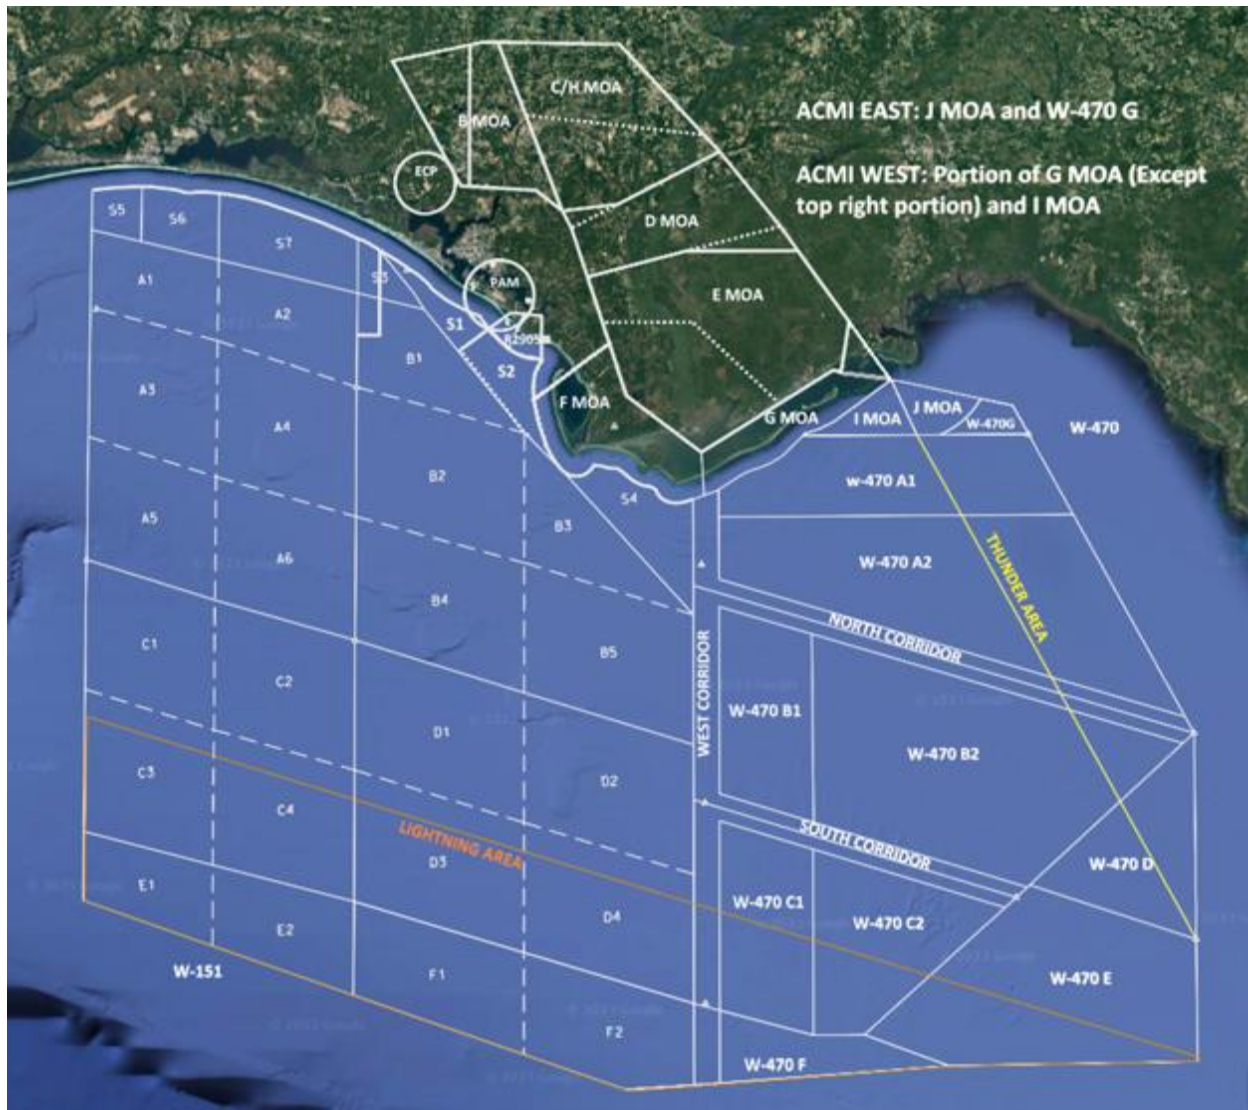 C/H MOA
ACMI EAST: J MOA and W-470 G
B MOA
ECP
ACMI WEST: Portion of G MOA (Except
top right portion) and I MOA
S5
S6
S7
D MOA
A1
S3
PAM
E MOA
A2
S1
R2905
B1
S2
A3
F MOA
G MOA
I MOA
J MOA
W-470G
W-470
A4
B2
w-470 A1
S4
A5
B3
A6
W-470 A2
THUNDER AREA
B4
NORTH CORRIDOR
C1
B5
C2
WEST CORRIDOR
W-470 B1
D1
W-470 B2
C3
D2
C4
LIGHTNING AREA
SOUTH CORRIDOR
D3
W-470 D
E1
W-470 C1
D4
W-470 C2
E2
W-151
F1
W-470 E
F2
W-470 F